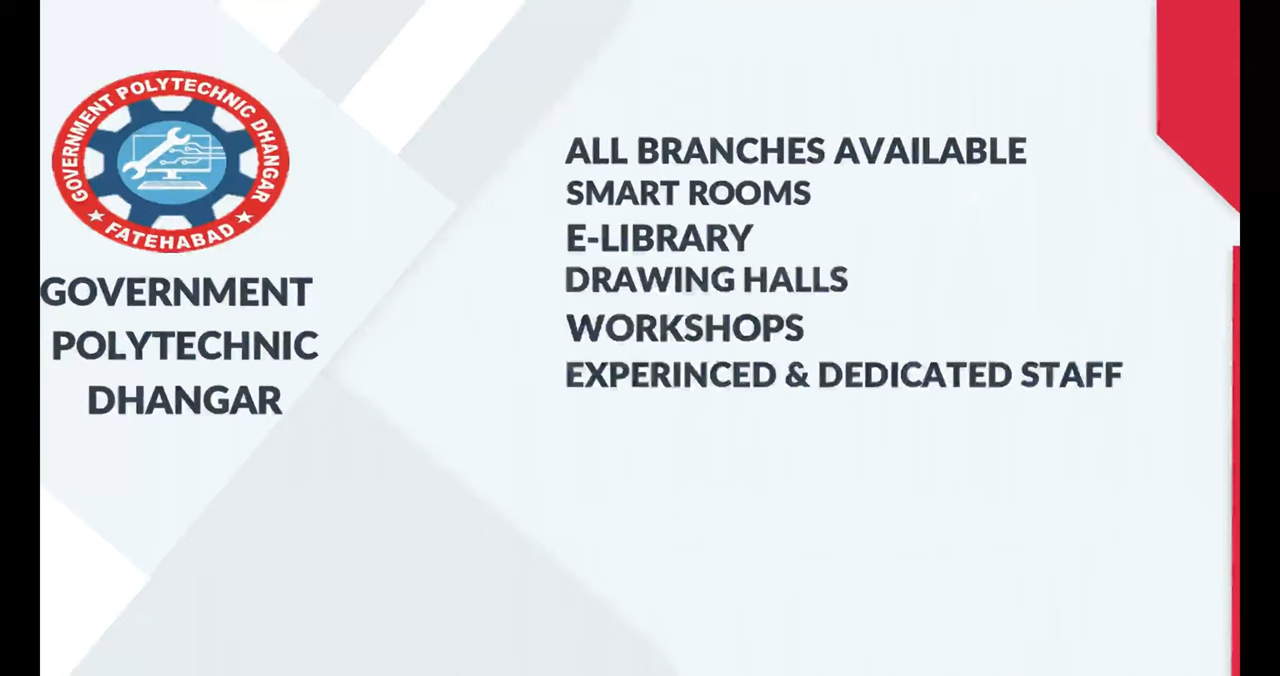 GOVERNMENT POLYTECHNIC DHANGAR
★ FATEHABAD ★
GOVERNMENT
POLYTECHNIC
DHANGAR
ALL BRANCHES AVAILABLE
SMART ROOMS
E-LIBRARY
DRAWING HALLS
WORKSHOPS
EXPERINCED & DEDICATED STAFF